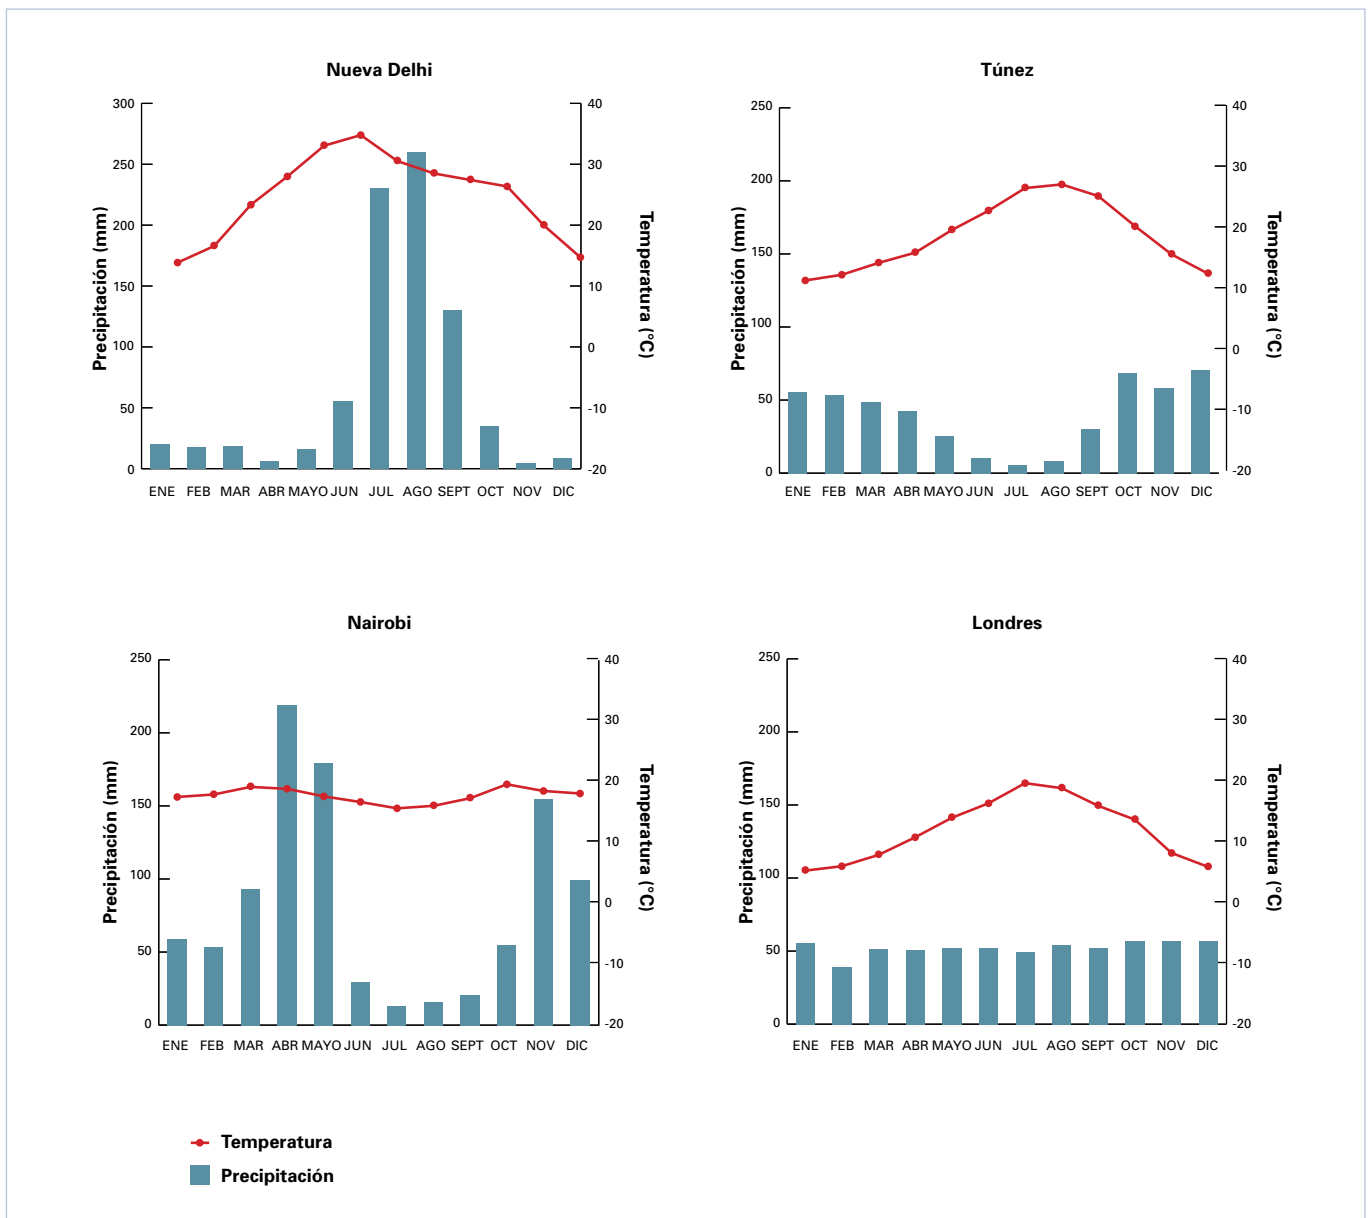 Nueva Delhi
300
250
200
150
100
50
0
Precipitación (mm)
40
30
20
10
0
-10
-20
Temperatura (°C)
ENE FEB MAR ABR MAYO JUN JUL AGO SEPT OCT NOV DIC
Túnez
250
200
150
100
50
0
Precipitación (mm)
40
30
20
10
0
-10
-20
Temperatura (°C)
ENE FEB MAR ABR MAYO JUN JUL AGO SEPT OCT NOV DIC
Nairobi
250
200
150
100
50
0
Precipitación (mm)
40
30
20
10
0
-10
-20
Temperatura (°C)
ENE FEB MAR ABR MAYO JUN JUL AGO SEPT OCT NOV DIC
Londres
250
200
150
100
50
0
Precipitación (mm)
40
30
20
10
0
-10
-20
Temperatura (°C)
ENE FEB MAR ABR MAYO JUN JUL AGO SEPT OCT NOV DIC
Temperatura
Precipitación